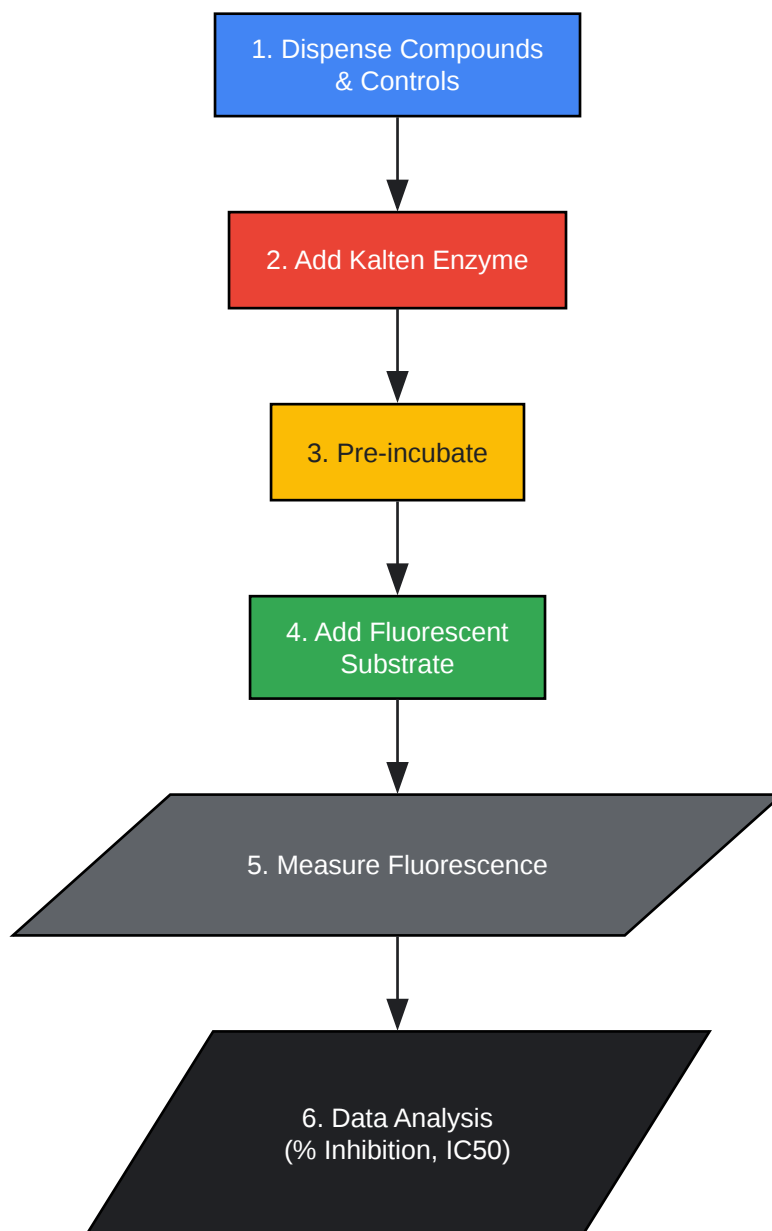 1. Dispense Compounds
& Controls
2. Add Kalten Enzyme
3. Pre-incubate
4. Add Fluorescent
Substrate
5. Measure Fluorescence
6. Data Analysis
(% Inhibition, IC50)